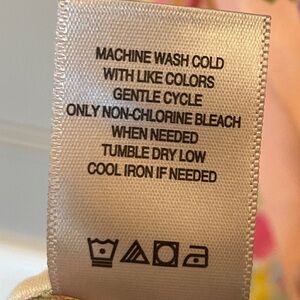 MACHINE WASH COLD
WITH LIKE COLORS
GENTLE CYCLE
ONLY NON-CHLORINE BLEACH
WHEN NEEDED
TUMBLE DRY LOW
COOL IRON IF NEEDED